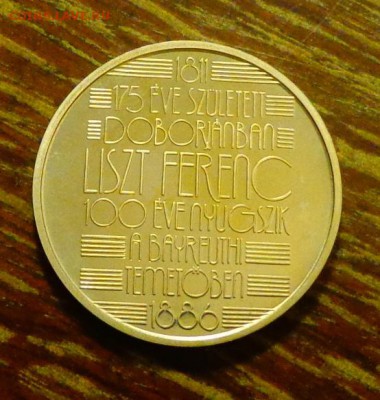 1811
175 ÉVE SZÜLETETT
DOBORJÁNBAN
LISZT FERENC
100 ÉVE NYUGSZIK
A BAYREUTHI
TEMETŐBEN
1886